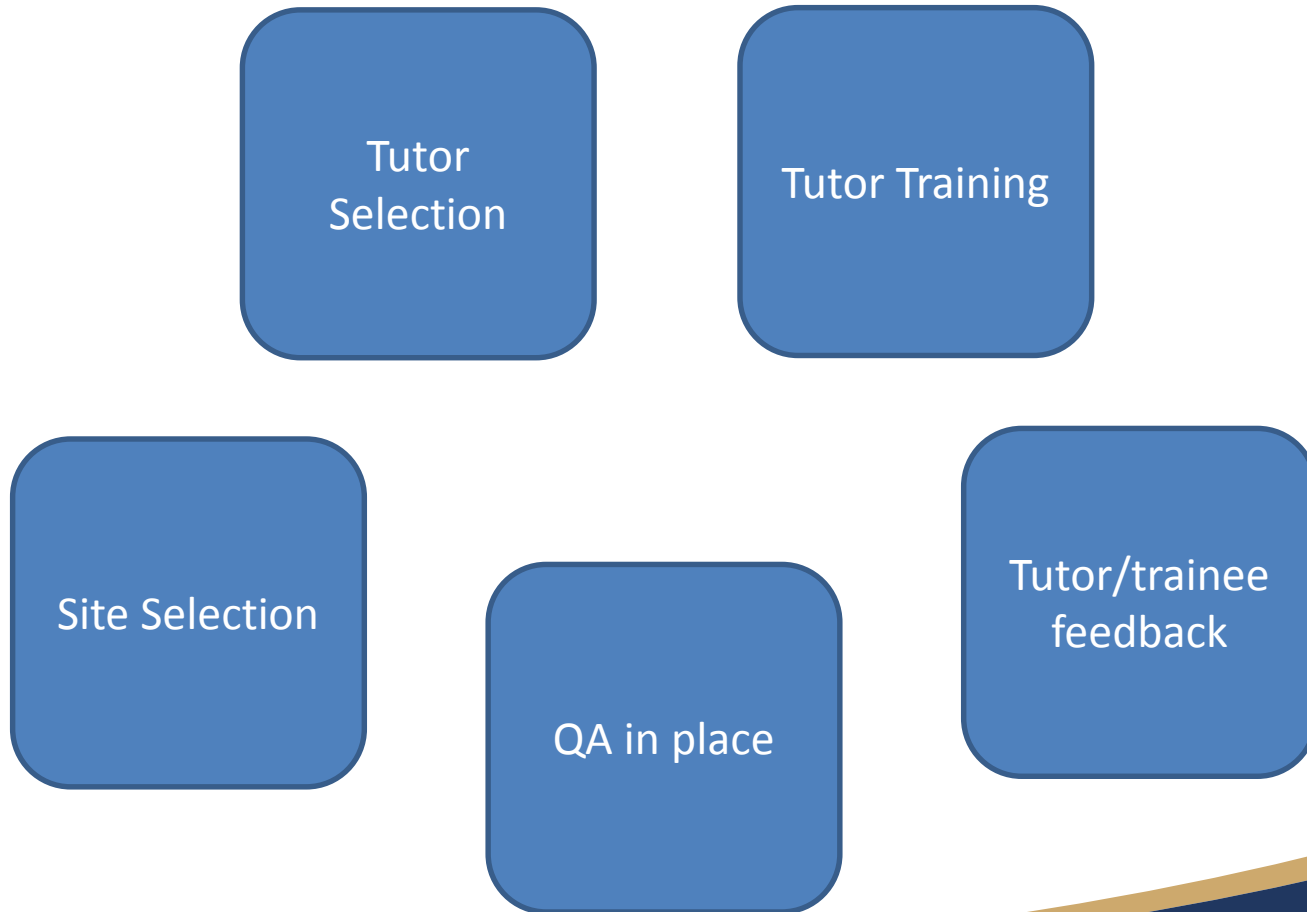 Tutor
Selection
Tutor Training
Site Selection
Tutor/trainee
feedback
QA in place